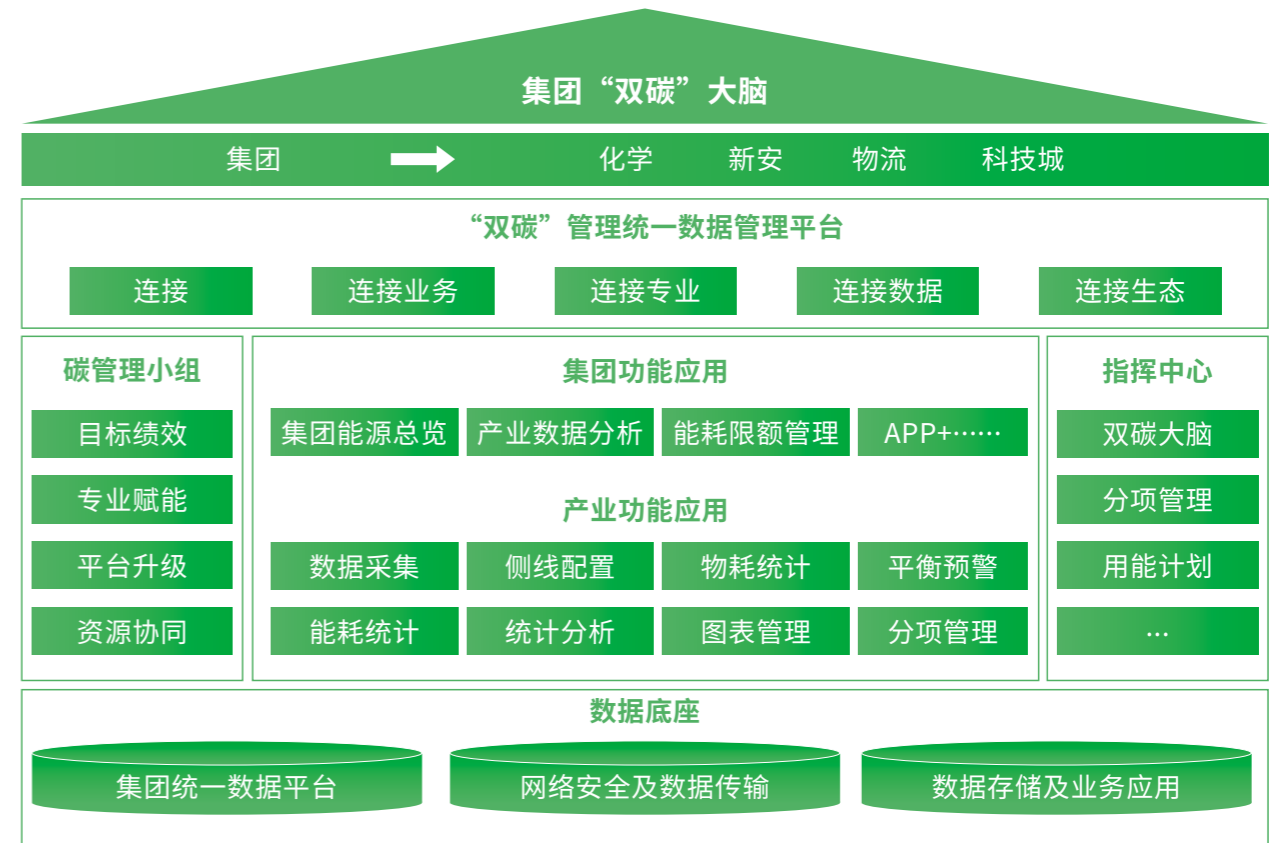 集团“双碳”大脑
集团 化学 新安 物流 科技城
“双碳”管理统一数据管理平台
连接 连接业务 连接专业 连接数据 连接生态
碳管理小组
目标绩效
专业赋能
平台升级
资源协同
集团功能应用
集团能源总览 产业数据分析 能耗限额管理 APP+……
产业功能应用
数据采集 侧线配置 物耗统计 平衡预警
能耗统计 统计分析 图表管理 分项管理
指挥中心
双碳大脑
分项管理
用能计划
…
数据底座
集团统一数据平台 网络安全及数据传输 数据存储及业务应用